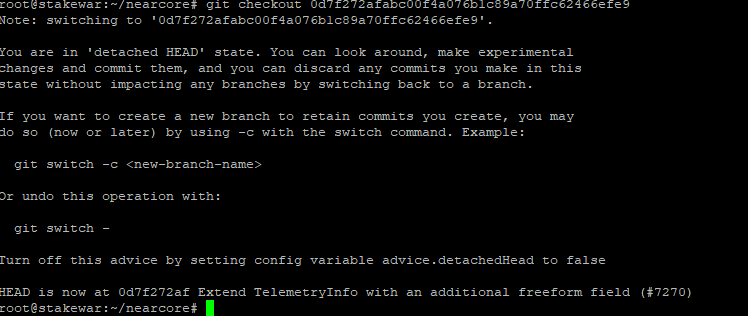 root@stakewar:~/nearcore# git checkout 0d7f272afabc00f4a076b1c89a70ffc62466efe9
Note: switching to '0d7f272afabc00f4a076b1c89a70ffc62466efe9'.
You are in 'detached HEAD' state. You can look around, make experimental
changes and commit them, and you can discard any commits you make in this
state without impacting any branches by switching back to a branch.
If you want to create a new branch to retain commits you create, you may
do so (now or later) by using -c with the switch command. Example:
git switch -c <new-branch-name>
Or undo this operation with:
git switch -
Turn off this advice by setting config variable advice.detachedHead to false
HEAD is now at 0d7f272af Extend TelemetryInfo with an additional freeform field (#7270)
root@stakewar:~/nearcore#